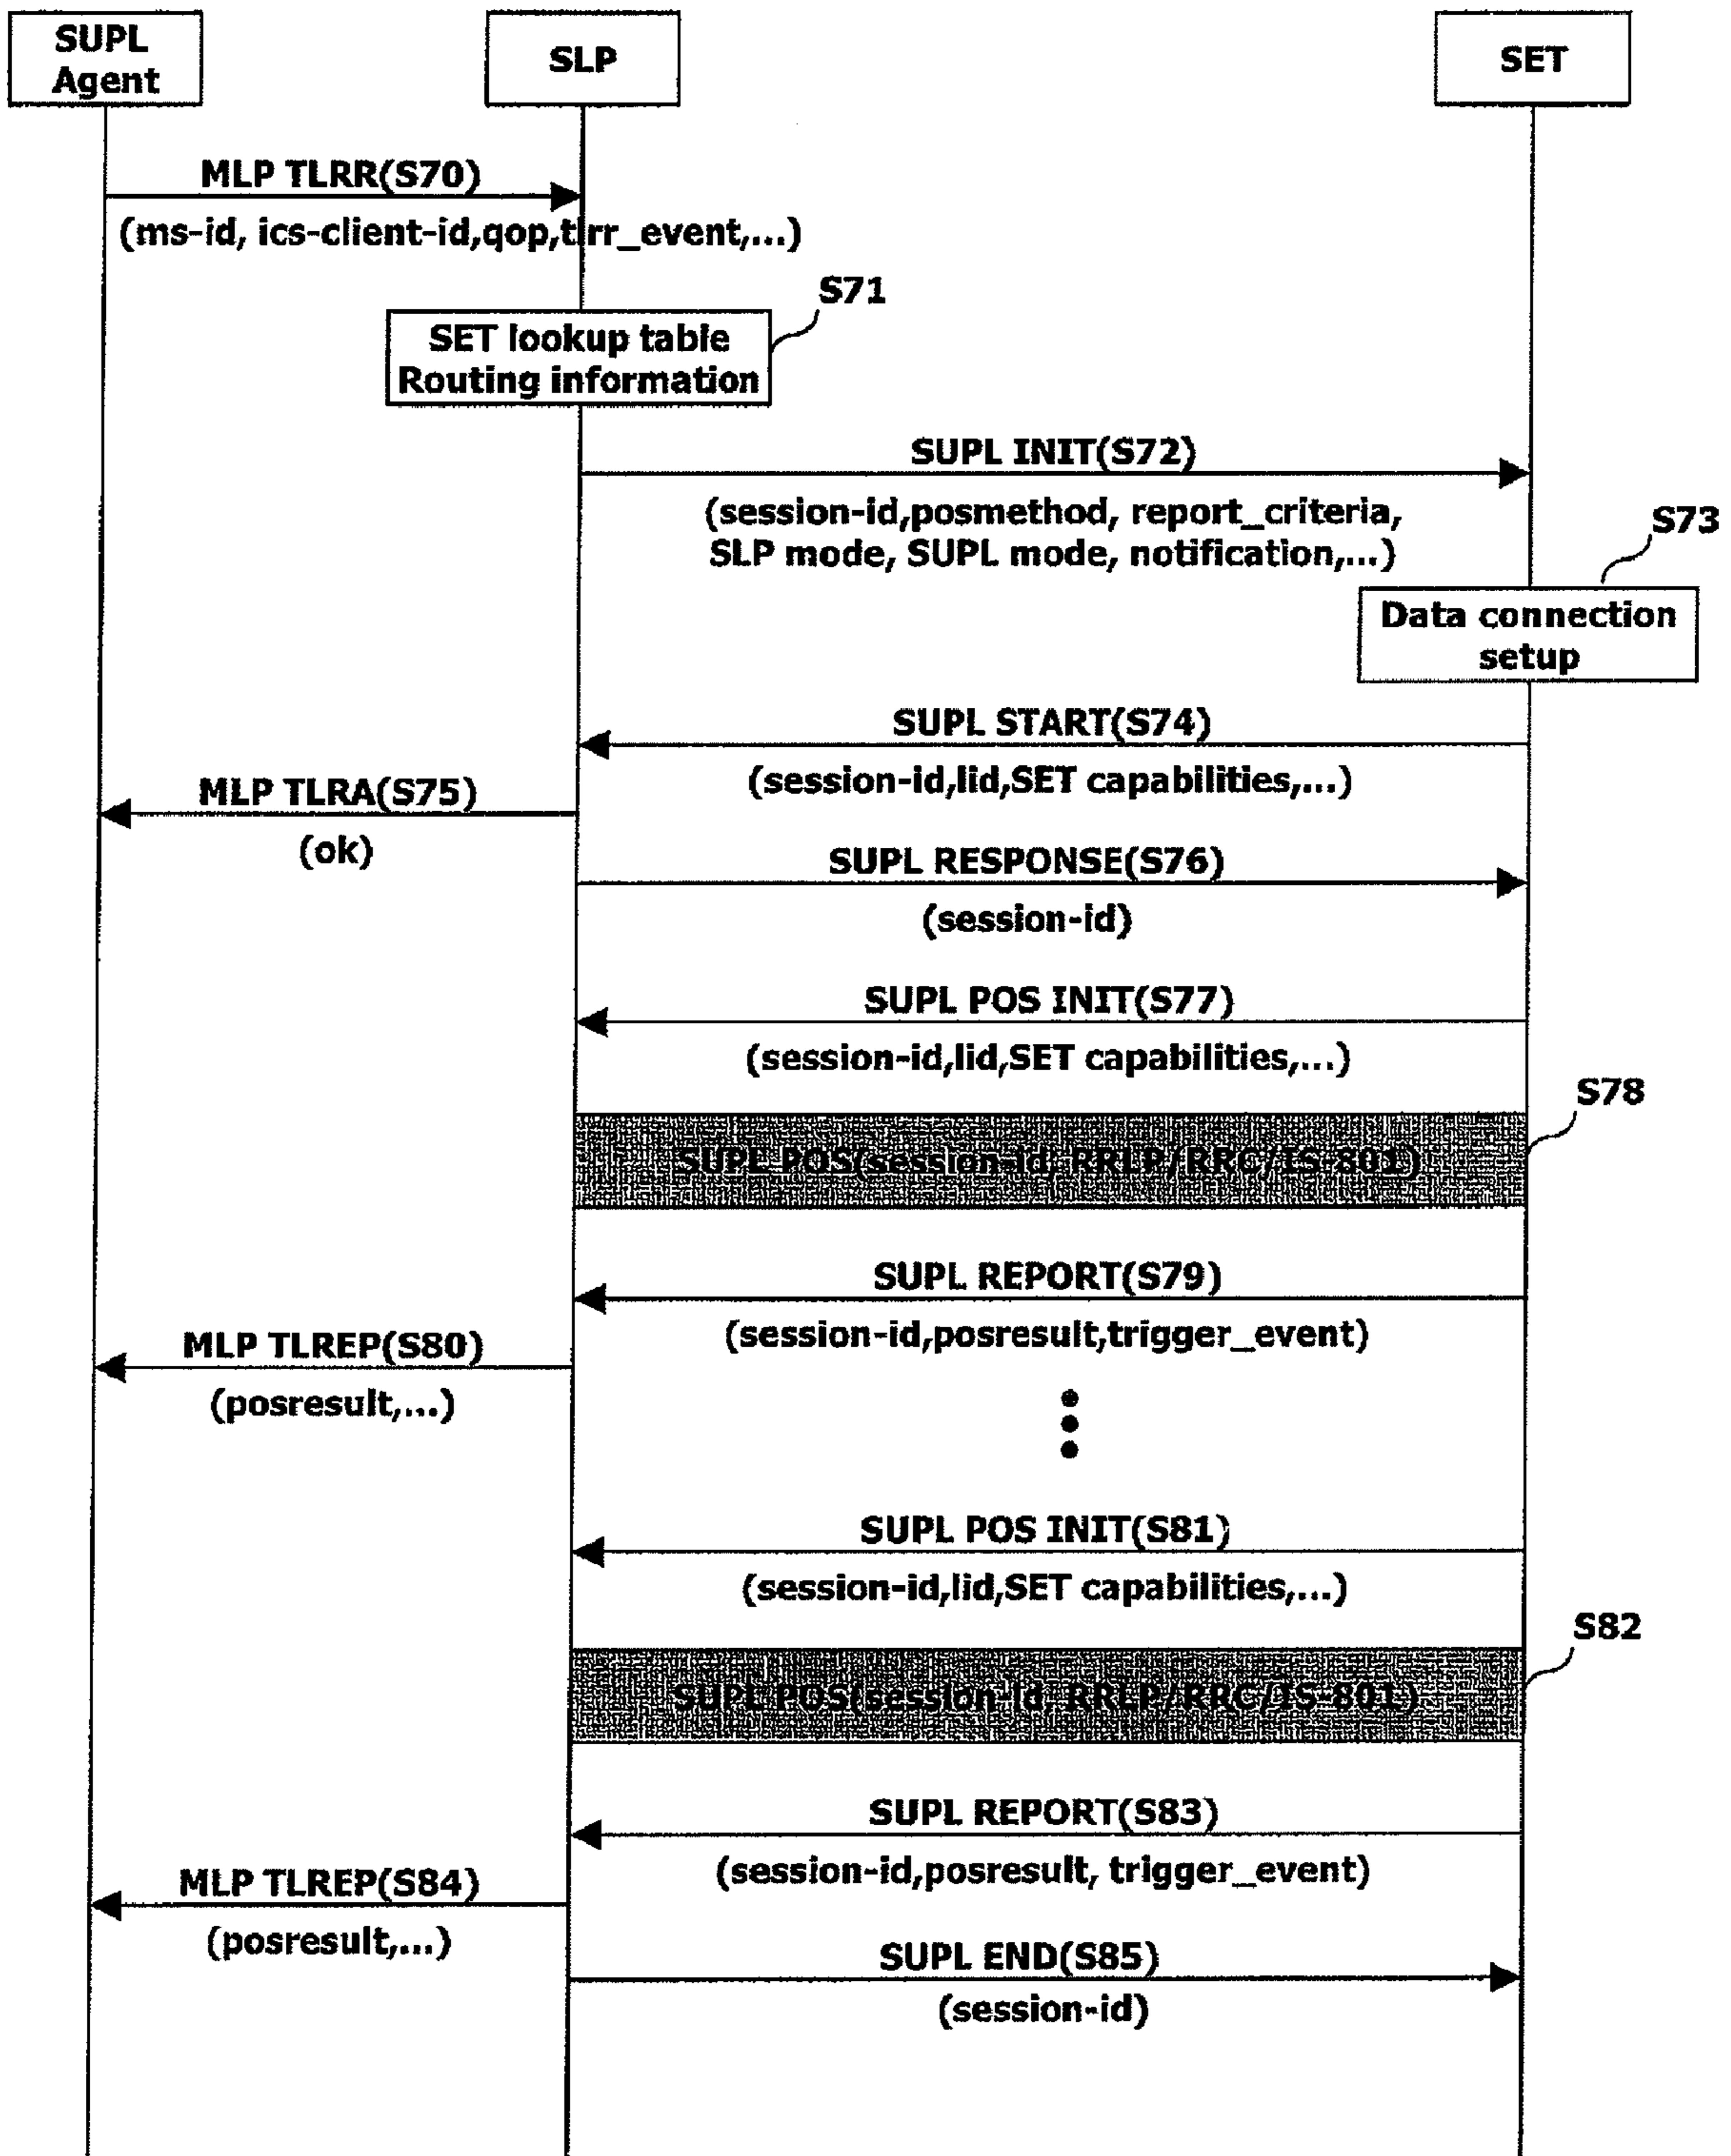 SUPL
Agent
SLP
SET
MLP TLRR(S70)
(ms-id, ics-client-id,qop,tlrr_event,...)
S71
SET lookup table
Routing information
SUPL INIT(S72)
(session-id,posmethod, report_criteria,
SLP mode, SUPL mode, notification,...)
S73
Data connection
setup
SUPL START(S74)
(session-id,lid,SET capabilities,...)
MLP TLRA(S75)
(ok)
SUPL RESPONSE(S76)
(session-id)
SUPL POS INIT(S77)
(session-id,lid,SET capabilities,...)
S78
SUPL POS(session-id, RRLP/RRC/IS-801)
SUPL REPORT(S79)
(session-id,posresult,trigger_event)
MLP TLREP(S80)
(posresult,...)
SUPL POS INIT(S81)
(session-id,lid,SET capabilities,...)
S82
SUPL POS(session-id, RRLP/RRC/IS-801)
SUPL REPORT(S83)
(session-id,posresult, trigger_event)
MLP TLREP(S84)
(posresult,...)
SUPL END(S85)
(session-id)